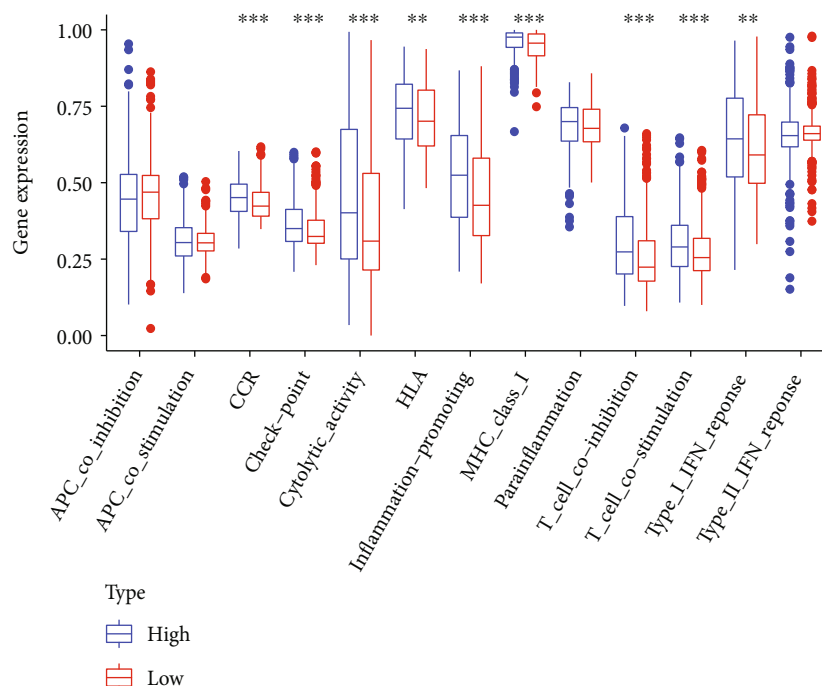 *** *** *** ** *** *** *** *** **
1.00
0.75
0.50
0.25
0.00
Gene expression
APC_co_inhibition
APC_co_stimulation
CCR
Check-point
Cytolytic_activity
HLA
Inflammation-promoting
MHC_class_I
Parainflammation
T_cell_co-inhibition
T_cell_co-stimulation
Type_I_IFN_reponse
Type_II_IFN_reponse
Type
High
Low